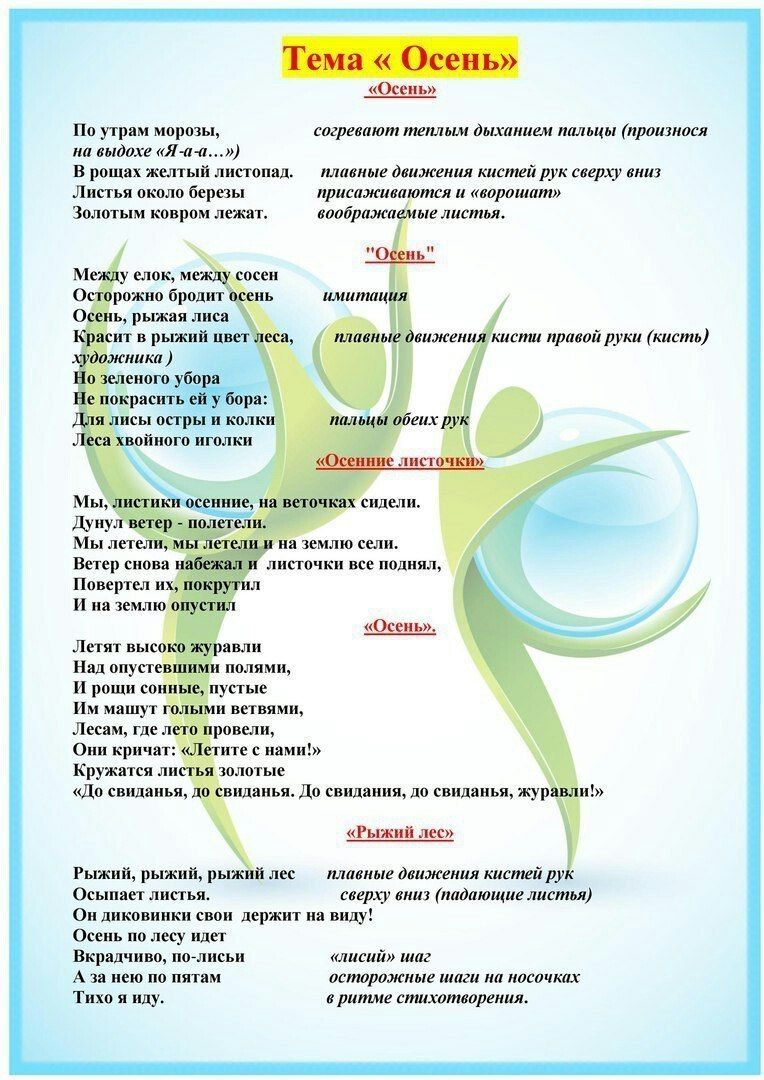 Тема « Осень»
«Осень»
По утрам морозы, согревают теплым дыханием пальцы (произнося
на выдохе «Я-а-а…»)
В рощах желтый листопад. плавные движения кистей рук сверху вниз
Листья около березы присаживаются и «ворошат»
Золотым ковром лежат. воображаемые листья.
"Осень"
Между елок, между сосен
Осторожно бродит осень имитация
Осень, рыжая лиса
Красит в рыжий цвет леса, плавные движения кисти правой руки (кисть)
художника )
Но зеленого убора
Не покрасить ей у бора:
Для лисы остры и колки пальцы обеих рук
Леса хвойного иголки
«Осенние листочки»
Мы, листики осенние, на веточках сидели.
Дунул ветер - полетели.
Мы летели, мы летели и на землю сели.
Ветер снова набежал и листочки все поднял,
Повертел их, покрутил
И на землю опустил
«Осень».
Летят высоко журавли
Над опустевшими полями,
И рощи сонные, пустые
Им машут голыми ветвями,
Лесам, где лето провели,
Они кричат: «Летите с нами!»
Кружатся листья золотые
«До свиданья, до свиданья. До свидания, до свиданья, журавли!»
«Рыжий лес»
Рыжий, рыжий, рыжий лес плавные движения кистей рук
Осыпает листья. сверху вниз (падающие листья)
Он диковинки свои держит на виду!
Осень по лесу идет
Вкрадчиво, по-лисьи «лисий» шаг
А за нею по пятам осторожные шаги на носочках
Тихо я иду. в ритме стихотворения.